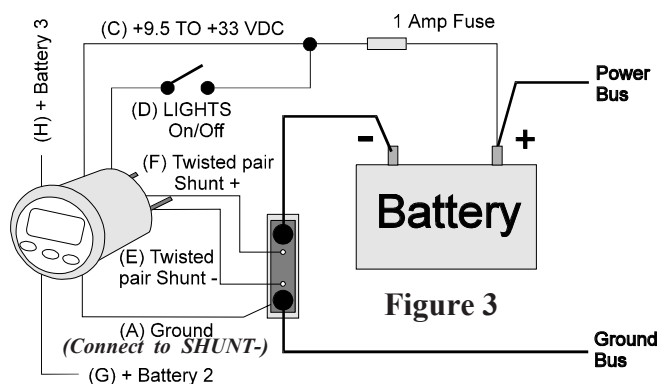 (C) +9.5 TO +33 VDC
1 Amp Fuse
(H) + Battery 3
Power
Bus
(D) LIGHTS
On/Off
- +
(F) Twisted pair
Shunt +
Battery
(E) Twisted
pair Shunt -
Figure 3
(A) Ground
(Connect to SHUNT-)
Ground
Bus
(G) + Battery 2